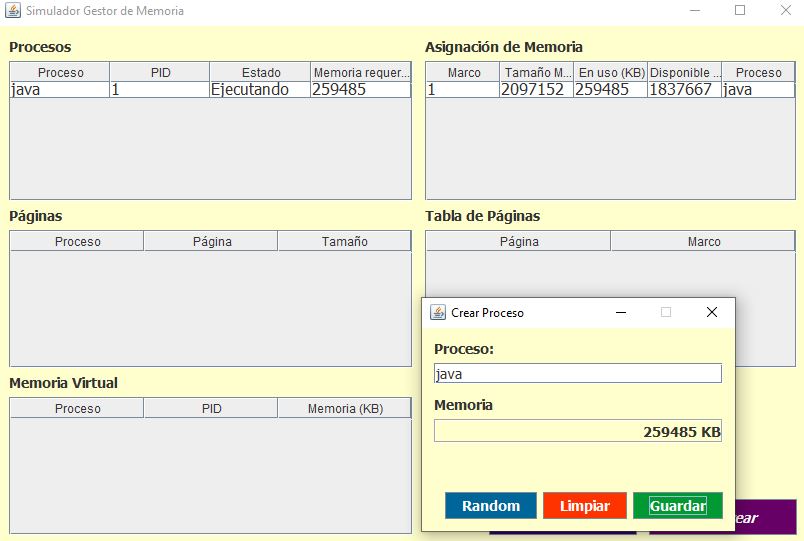 Simulador Gestor de Memoria
Procesos
Proceso PID Estado Memoria requer...
java 1 Ejecutando 259485
Asignación de Memoria
Marco Tamaño M... En uso (KB) Disponible ... Proceso
1 2097152 259485 1837667 java
Páginas
Proceso Página Tamaño
Tabla de Páginas
Página Marco
Memoria Virtual
Proceso PID Memoria (KB)
Crear Proceso
Proceso:
java
Memoria
259485 KB
Random Limpiar Guardar
ear